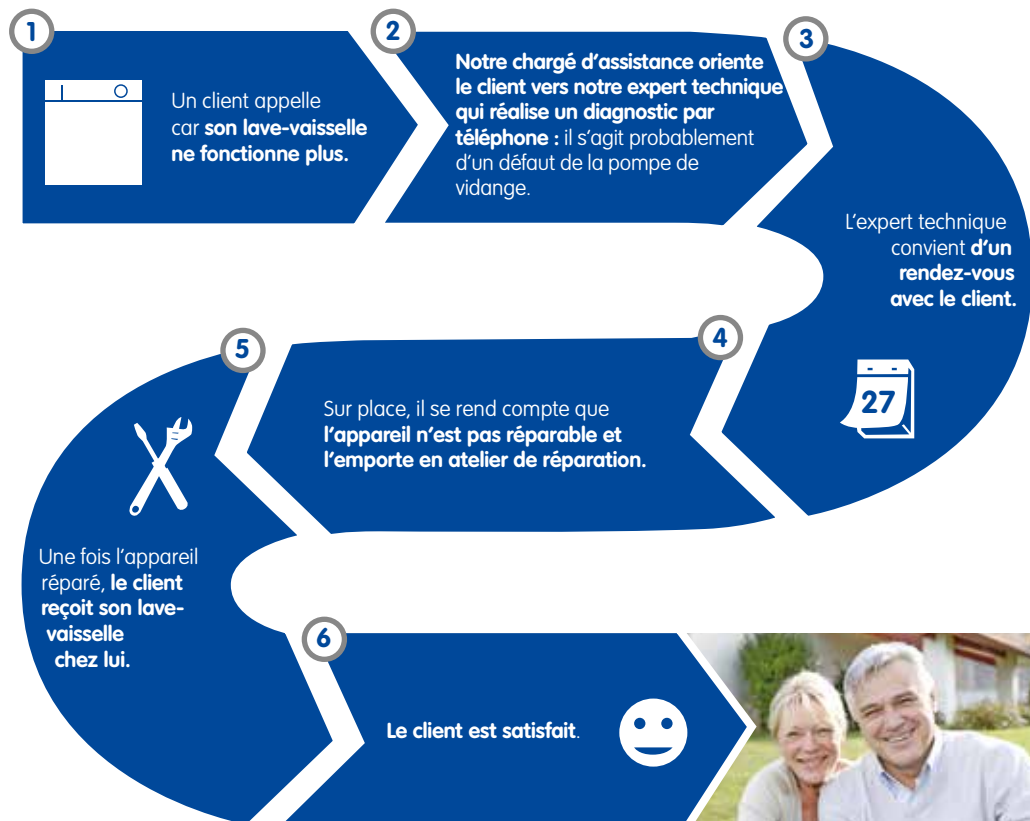 1
Un client appelle
car son lave-vaisselle
ne fonctionne plus.
2
Notre chargé d'assistance oriente
le client vers notre expert technique
qui réalise un diagnostic par
téléphone : il s'agit probablement
d'un défaut de la pompe de
vidange.
3
L'expert technique
convient d'un
rendez-vous
avec le client.
27
4
Sur place, il se rend compte que
l'appareil n'est pas réparable et
l'emporte en atelier de réparation.
5
Une fois l'appareil
réparé, le client
reçoit son lave-
vaisselle
chez lui.
6
Le client est satisfait.